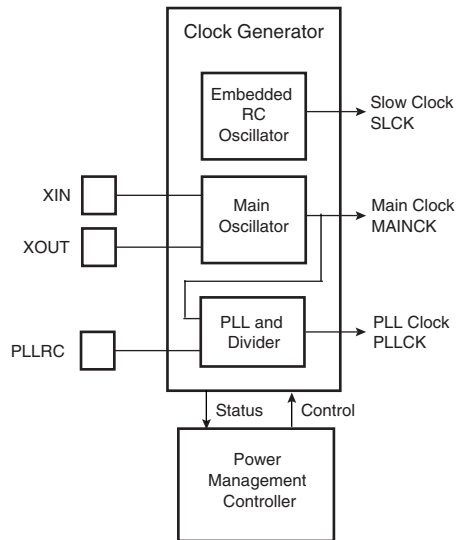 Clock Generator
Embedded
RC
Oscillator
Slow Clock
SLCK
XIN
Main
Oscillator
Main Clock
MAINCK
XOUT
PLL and
Divider
PLL Clock
PLLCK
PLLRC
Status
Control
Power
Management
Controller